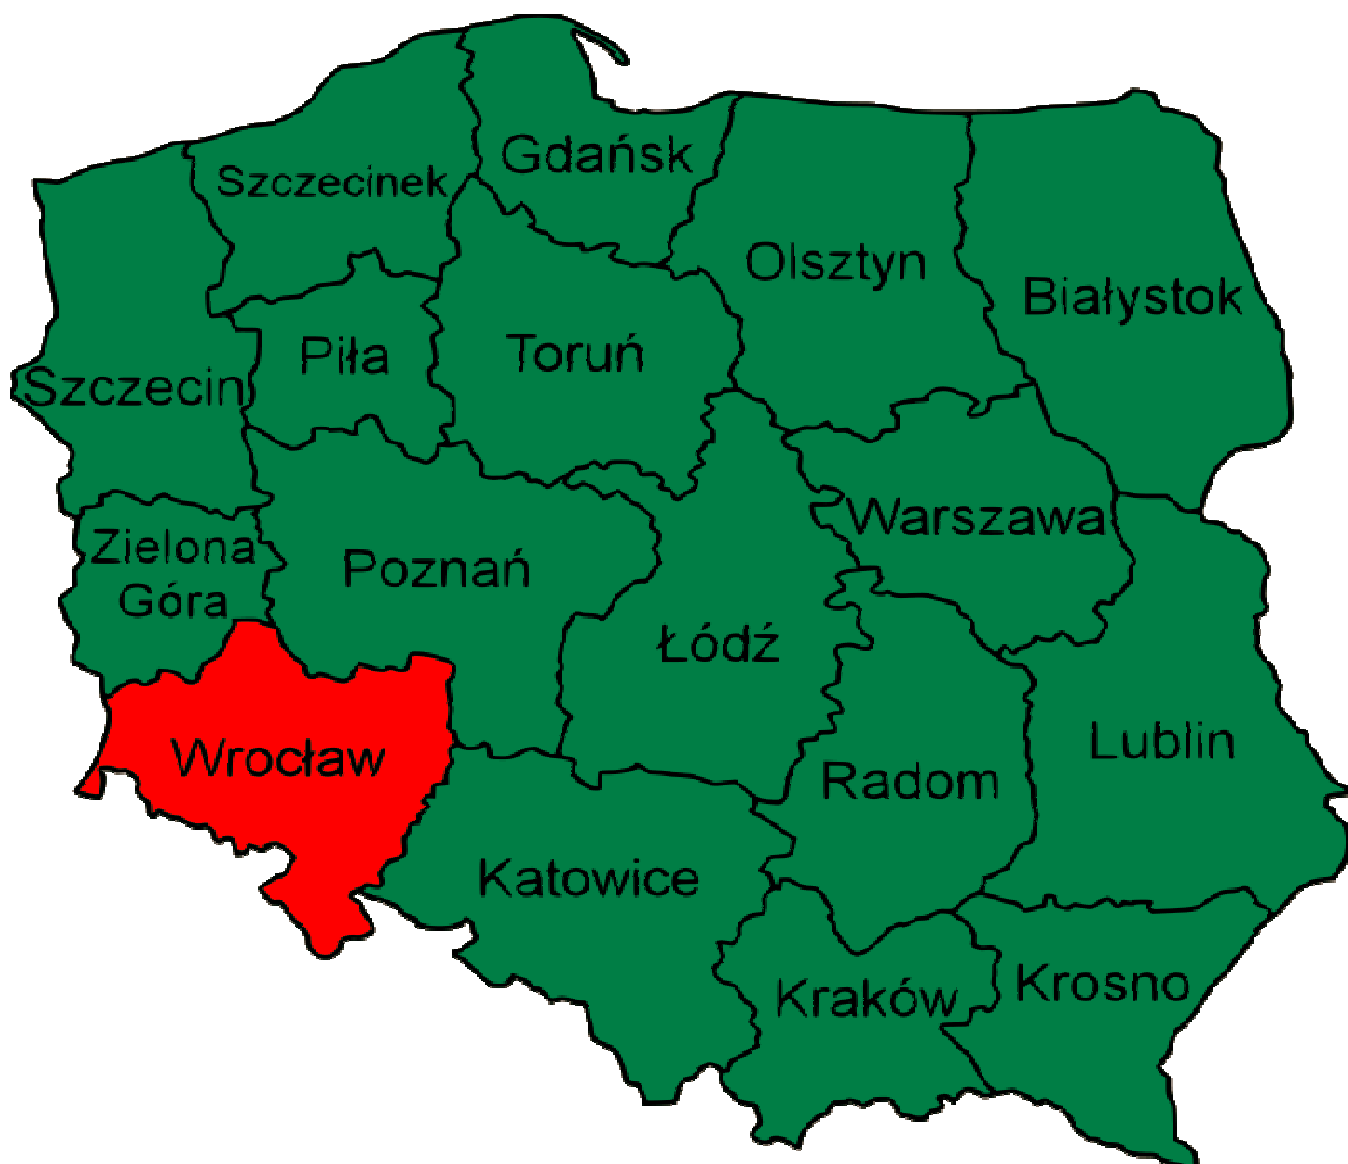 Gdańsk
Szczecinek
Olsztyn
Białystok
Piła
Toruń
Szczecin
Warszawa
Zielona
Góra
Poznań
Łódź
Wrocław
Radom
Lublin
Katowice
Kraków
Krosno